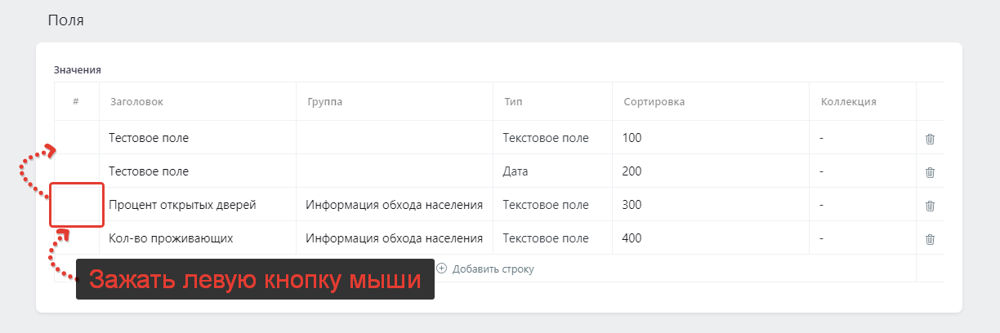 Поля
Значения
# Заголовок Группа Тип Сортировка Коллекция
Тестовое поле Текстовое поле 100 -
Тестовое поле Дата 200 -
Процент открытых дверей Информация обхода населения Текстовое поле 300 -
Кол-во проживающих Информация обхода населения Текстовое поле 400 -
Добавить строку
Зажать левую кнопку мыши